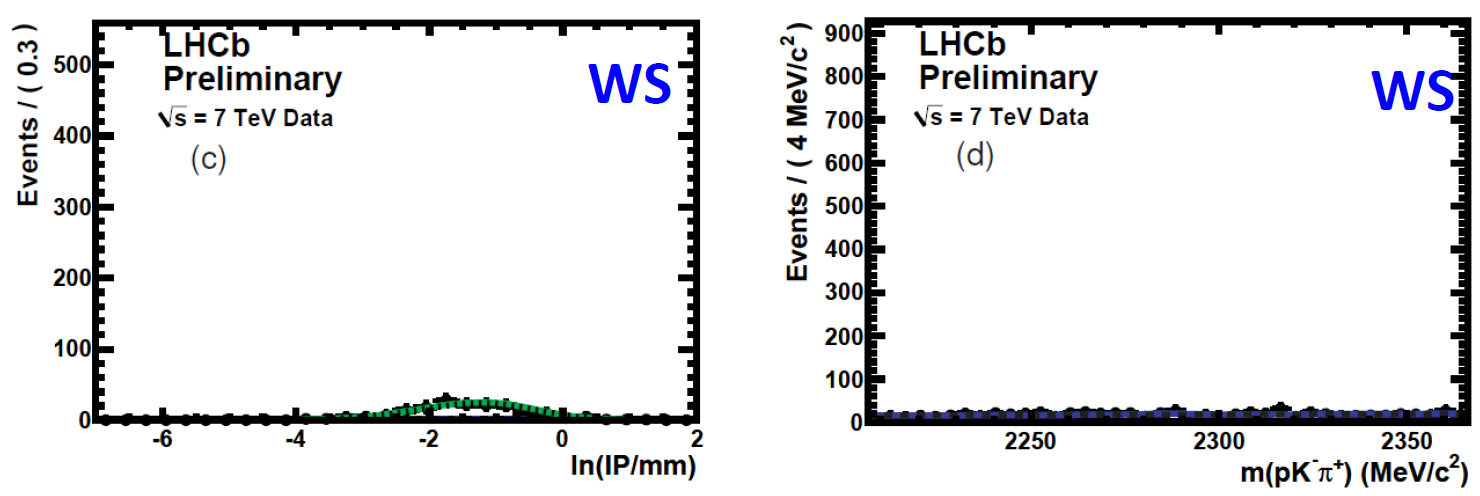 LHCb
Preliminary
√s = 7 TeV Data
(c)
WS
Events / ( 0.3 )
500
400
300
200
100
0
-6 -4 -2 0 2
ln(IP/mm)
LHCb
Preliminary
√s = 7 TeV Data
(d)
WS
Events / ( 4 MeV/c²)
900
800
700
600
500
400
300
200
100
0
2250 2300 2350
m(pK⁻π⁺) (MeV/c²)